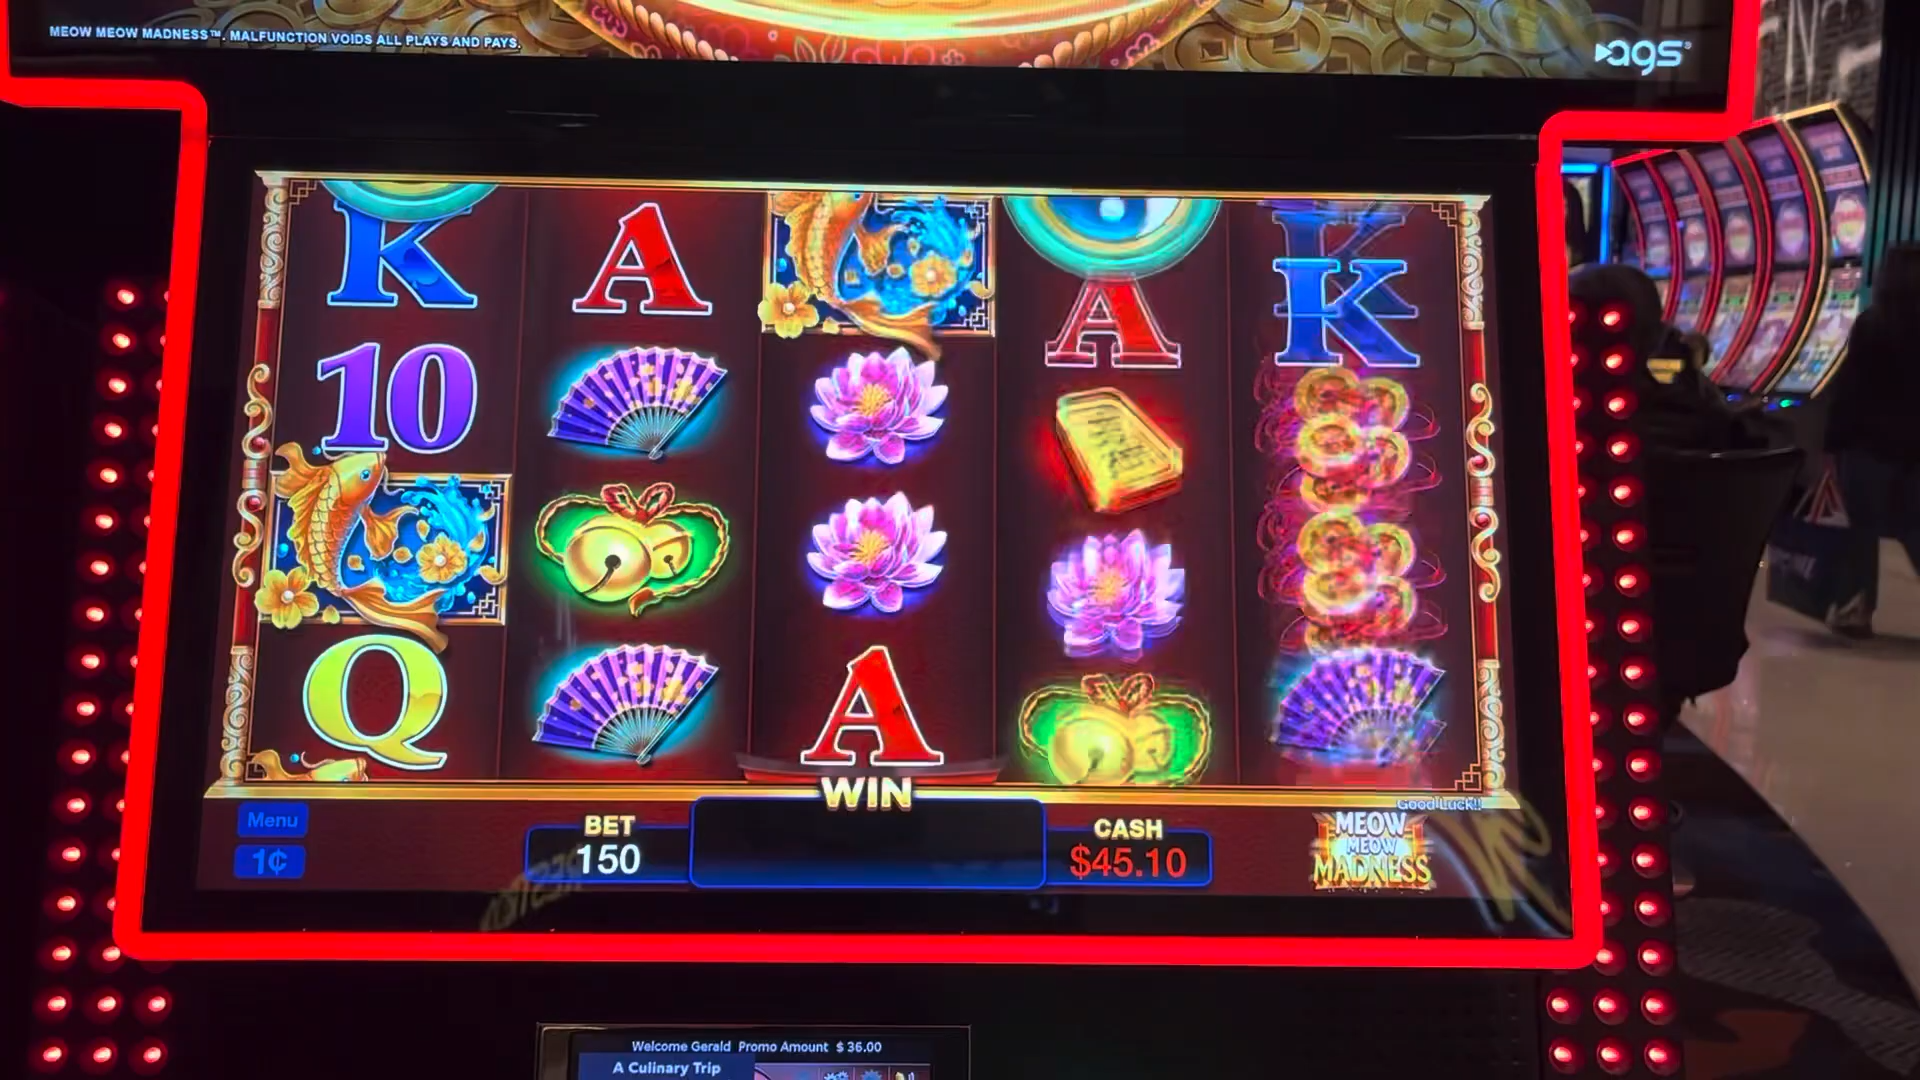 MEOW MEOW MADNESS™. MALFUNCTION VOIDS ALL PLAYS AND PAYS.
ags
K
A
A
K
10
Q
A
WIN
Good Luck!!
Menu
BET
CASH
MEOW
MEOW
MADNESS
1¢
150
$45.10
Welcome Gerald Promo Amount $ 36.00
A Culinary Trip